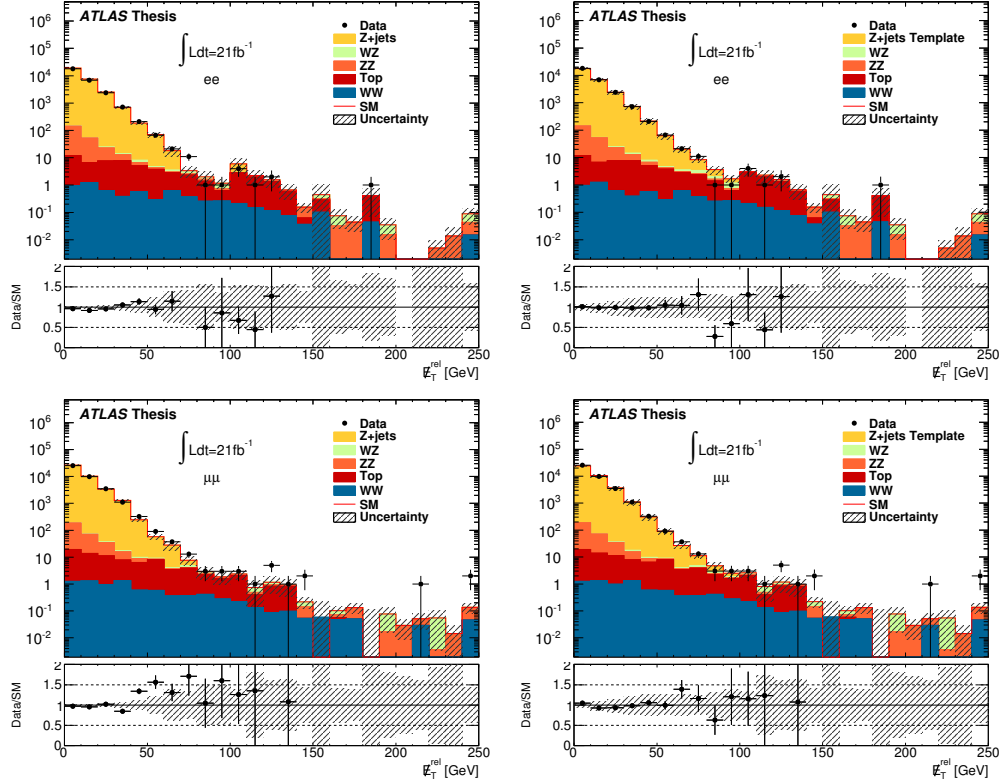 ATLAS Thesis
∫ Ldt=21fb⁻¹
ee
Data
Z+jets
WZ
ZZ
Top
WW
SM
Uncertainty
10⁶
10⁵
10⁴
10³
10²
10
1
10⁻¹
10⁻²
Data/SM
2
1.5
1
0.5
0
0 50 100 150 200 250
E̸_T^rel [GeV]
ATLAS Thesis
∫ Ldt=21fb⁻¹
ee
Data
Z+jets Template
WZ
ZZ
Top
WW
SM
Uncertainty
10⁶
10⁵
10⁴
10³
10²
10
1
10⁻¹
10⁻²
Data/SM
2
1.5
1
0.5
0
0 50 100 150 200 250
E̸_T^rel [GeV]
ATLAS Thesis
∫ Ldt=21fb⁻¹
μμ
Data
Z+jets
WZ
ZZ
Top
WW
SM
Uncertainty
10⁶
10⁵
10⁴
10³
10²
10
1
10⁻¹
10⁻²
Data/SM
2
1.5
1
0.5
0
0 50 100 150 200 250
E̸_T^rel [GeV]
ATLAS Thesis
∫ Ldt=21fb⁻¹
μμ
Data
Z+jets Template
WZ
ZZ
Top
WW
SM
Uncertainty
10⁶
10⁵
10⁴
10³
10²
10
1
10⁻¹
10⁻²
Data/SM
2
1.5
1
0.5
0
0 50 100 150 200 250
E̸_T^rel [GeV]